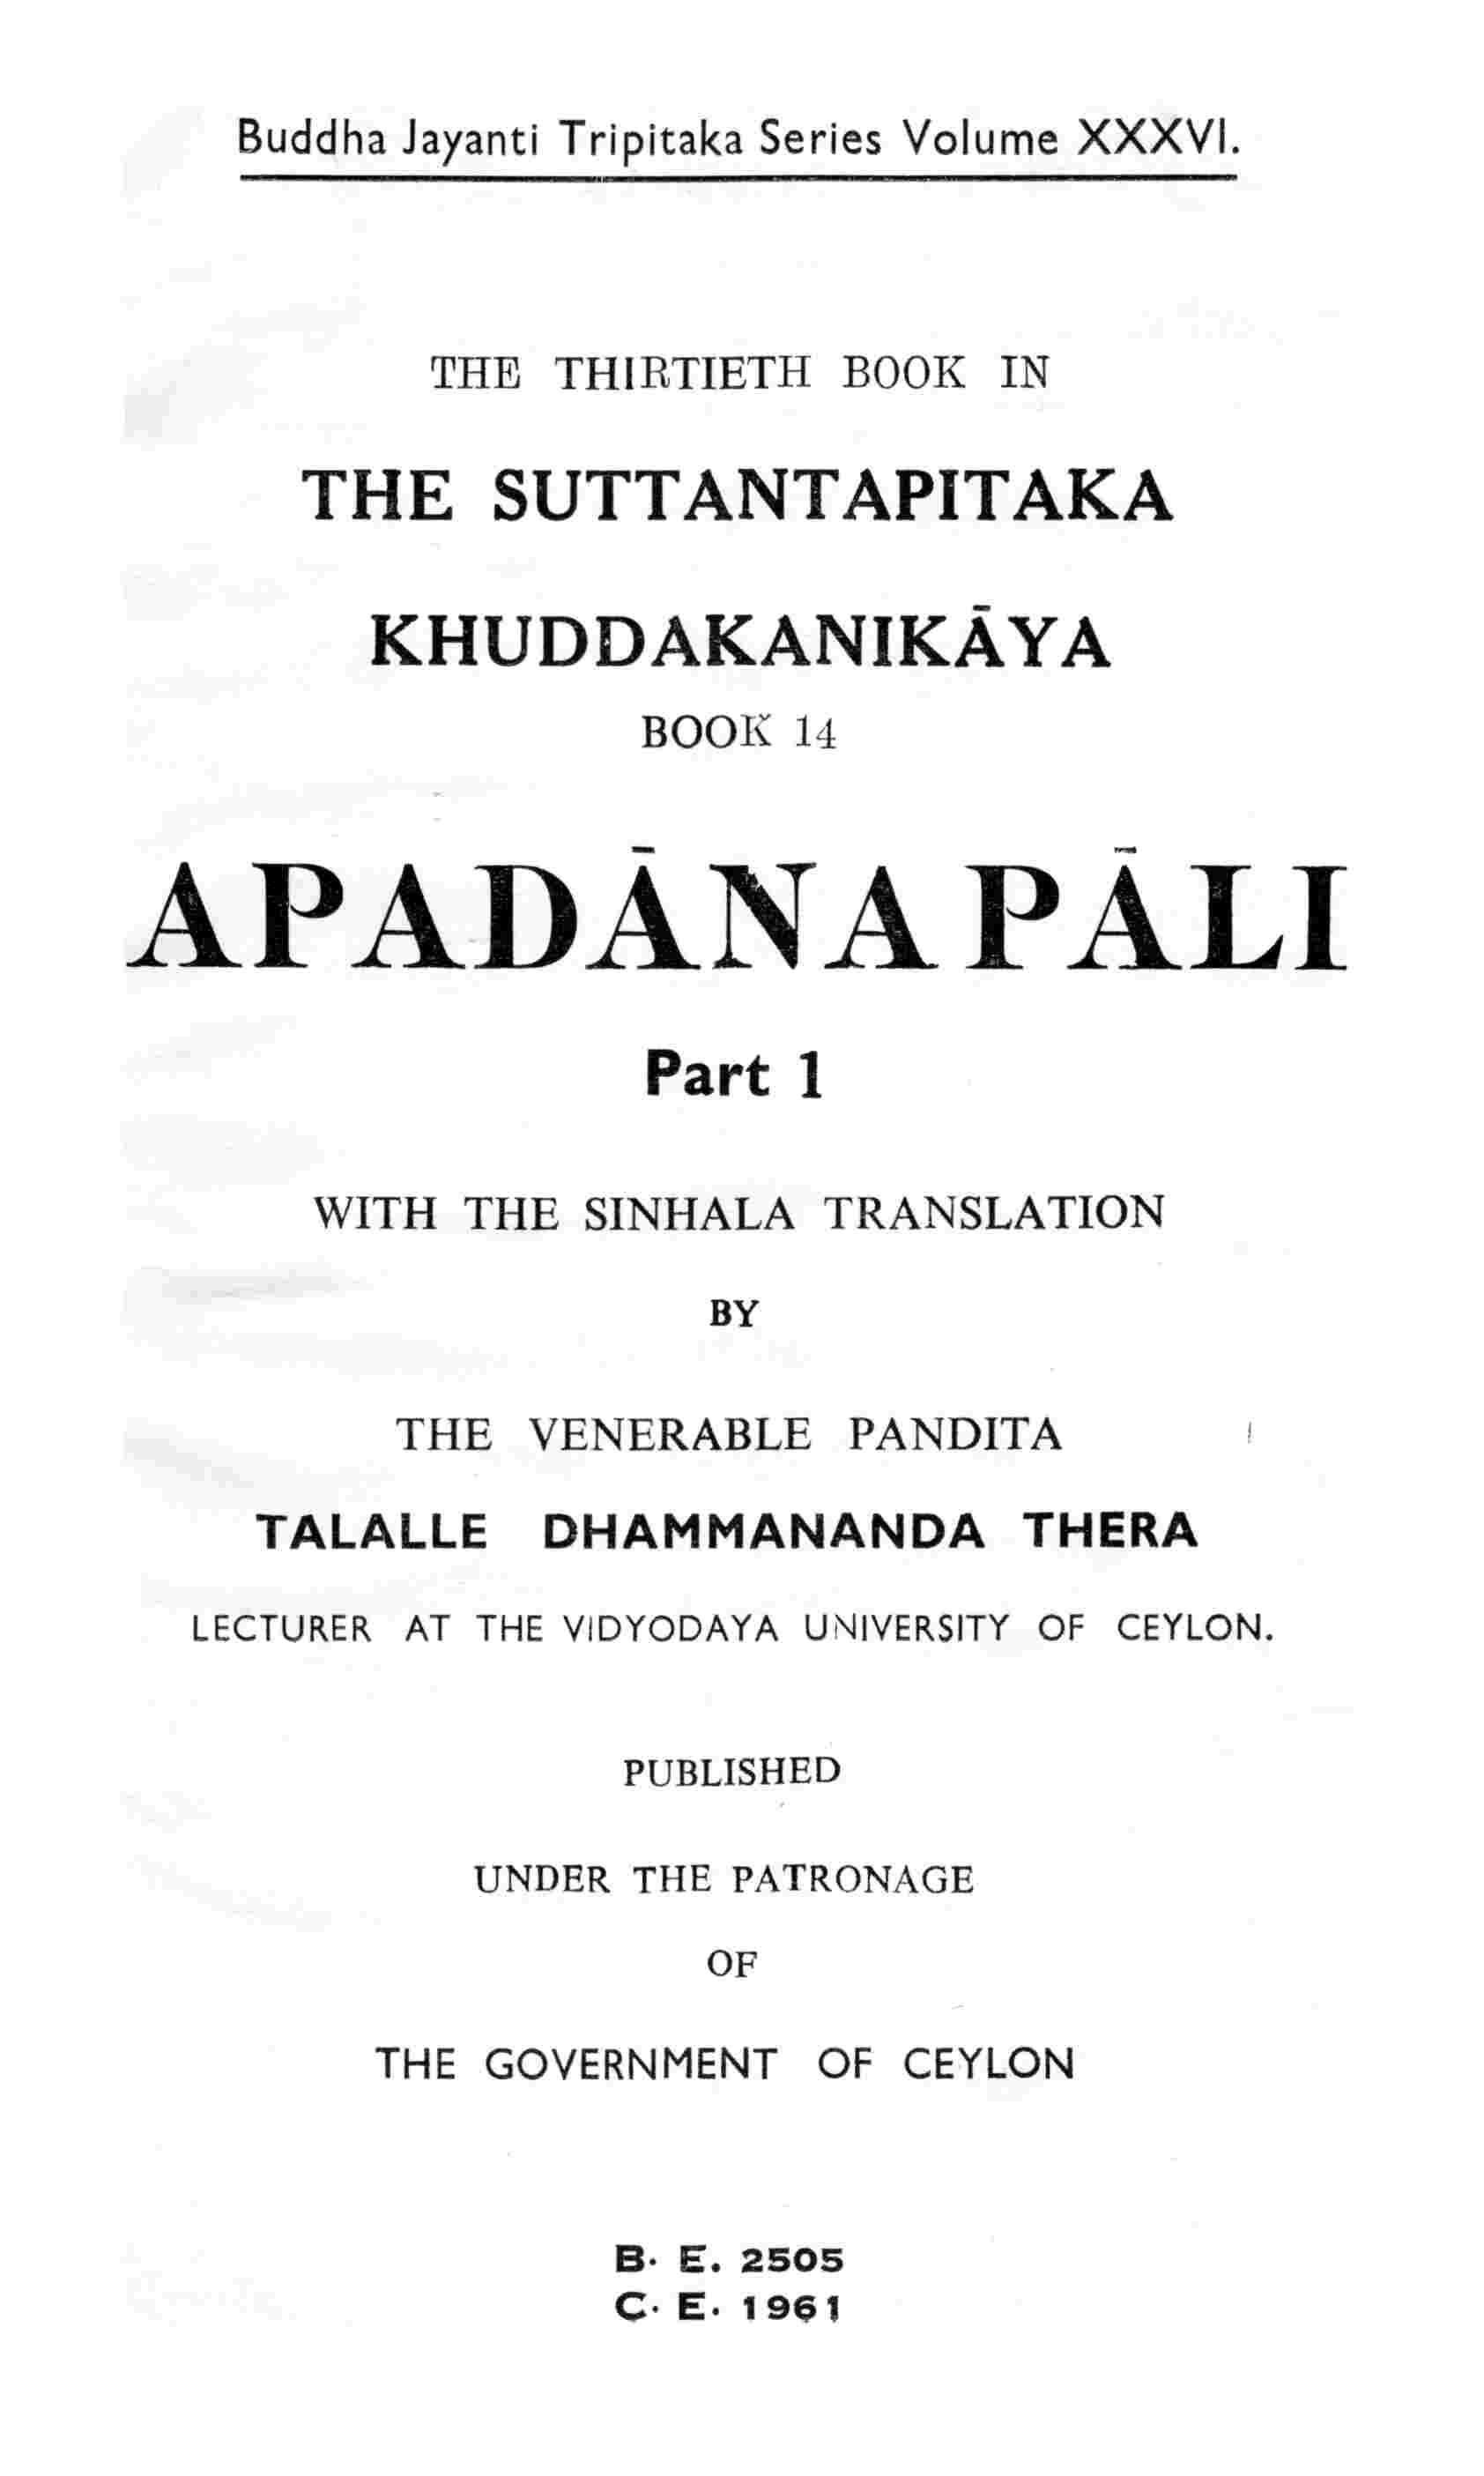 Buddha Jayanti Tripitaka Series Volume XXXVI.
THE THIRTIETH BOOK IN
THE SUTTANTAPITAKA
KHUDDAKANIKĀYA
BOOK 14
APADĀNA PĀLI
Part 1
WITH THE SINHALA TRANSLATION
BY
THE VENERABLE PANDITA
TALALLE DHAMMANANDA THERA
LECTURER AT THE VIDYODAYA UNIVERSITY OF CEYLON.
PUBLISHED
UNDER THE PATRONAGE
OF
THE GOVERNMENT OF CEYLON
B. E. 2505
C. E. 1961